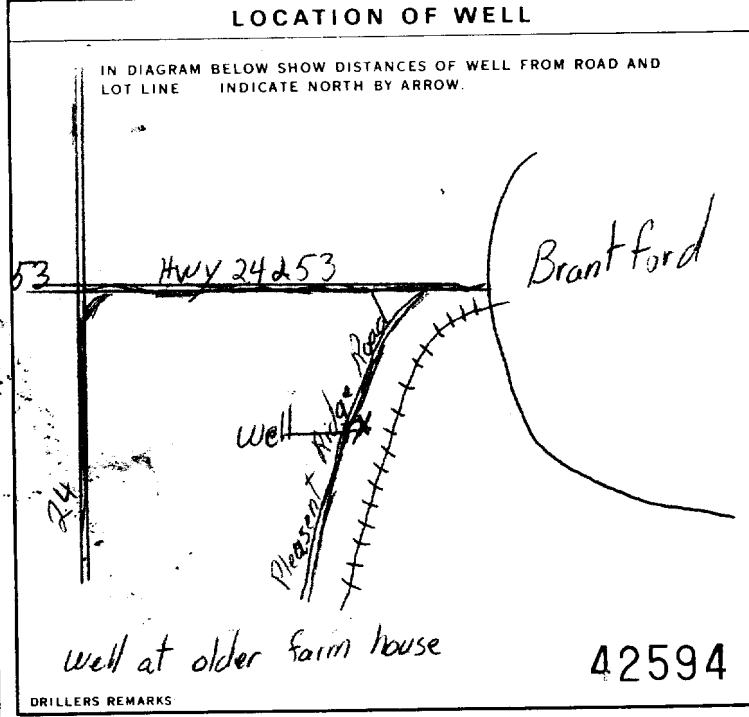 LOCATION OF WELL
IN DIAGRAM BELOW SHOW DISTANCES OF WELL FROM ROAD AND
LOT LINE INDICATE NORTH BY ARROW.
Brantford
53
HWY 24 & 53
Pleasent Ridge Road
Well
24
well at older farm house
42594
DRILLERS REMARKS